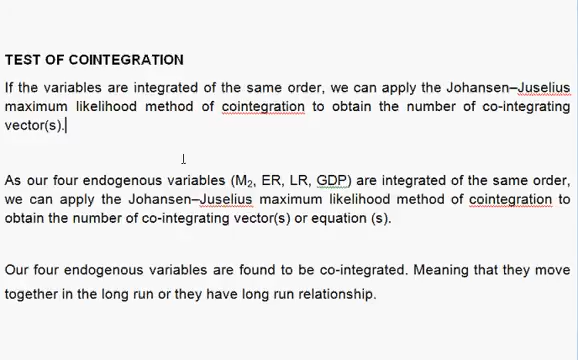 TEST OF COINTEGRATION
If the variables are integrated of the same order, we can apply the Johansen–Juselius
maximum likelihood method of cointegration to obtain the number of co-integrating
vector(s).
As our four endogenous variables (M₂, ER, LR, GDP) are integrated of the same order,
we can apply the Johansen–Juselius maximum likelihood method of cointegration to
obtain the number of co-integrating vector(s) or equation (s).
Our four endogenous variables are found to be co-integrated. Meaning that they move
together in the long run or they have long run relationship.